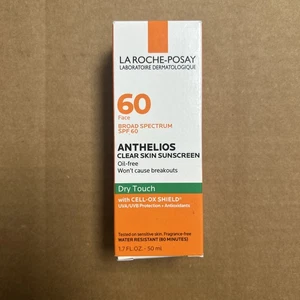 LA ROCHE-POSAY
LABORATOIRE DERMATOLOGIQUE
60
Face
BROAD SPECTRUM
SPF 60
ANTHELIOS
CLEAR SKIN SUNSCREEN
Oil-free
Won't cause breakouts
Dry Touch
with CELL-OX SHIELD®
UVA/UVB Protection + Antioxidants
Tested on sensitive skin. Fragrance-free
WATER RESISTANT (80 MINUTES)
1.7 FL.OZ. - 50 ml